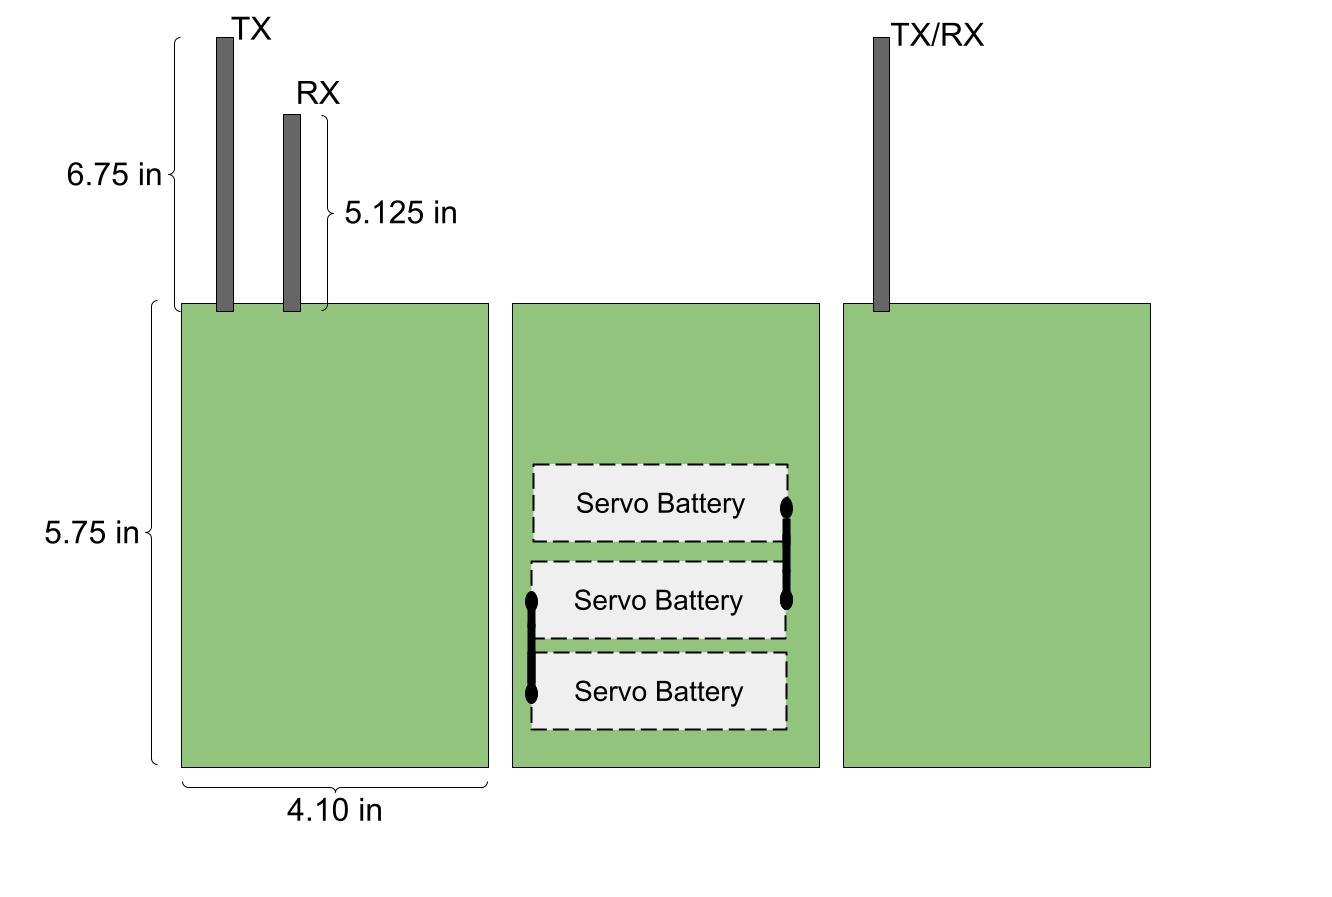 TX
TX/RX
RX
6.75 in
5.125 in
Servo Battery
5.75 in
Servo Battery
Servo Battery
4.10 in